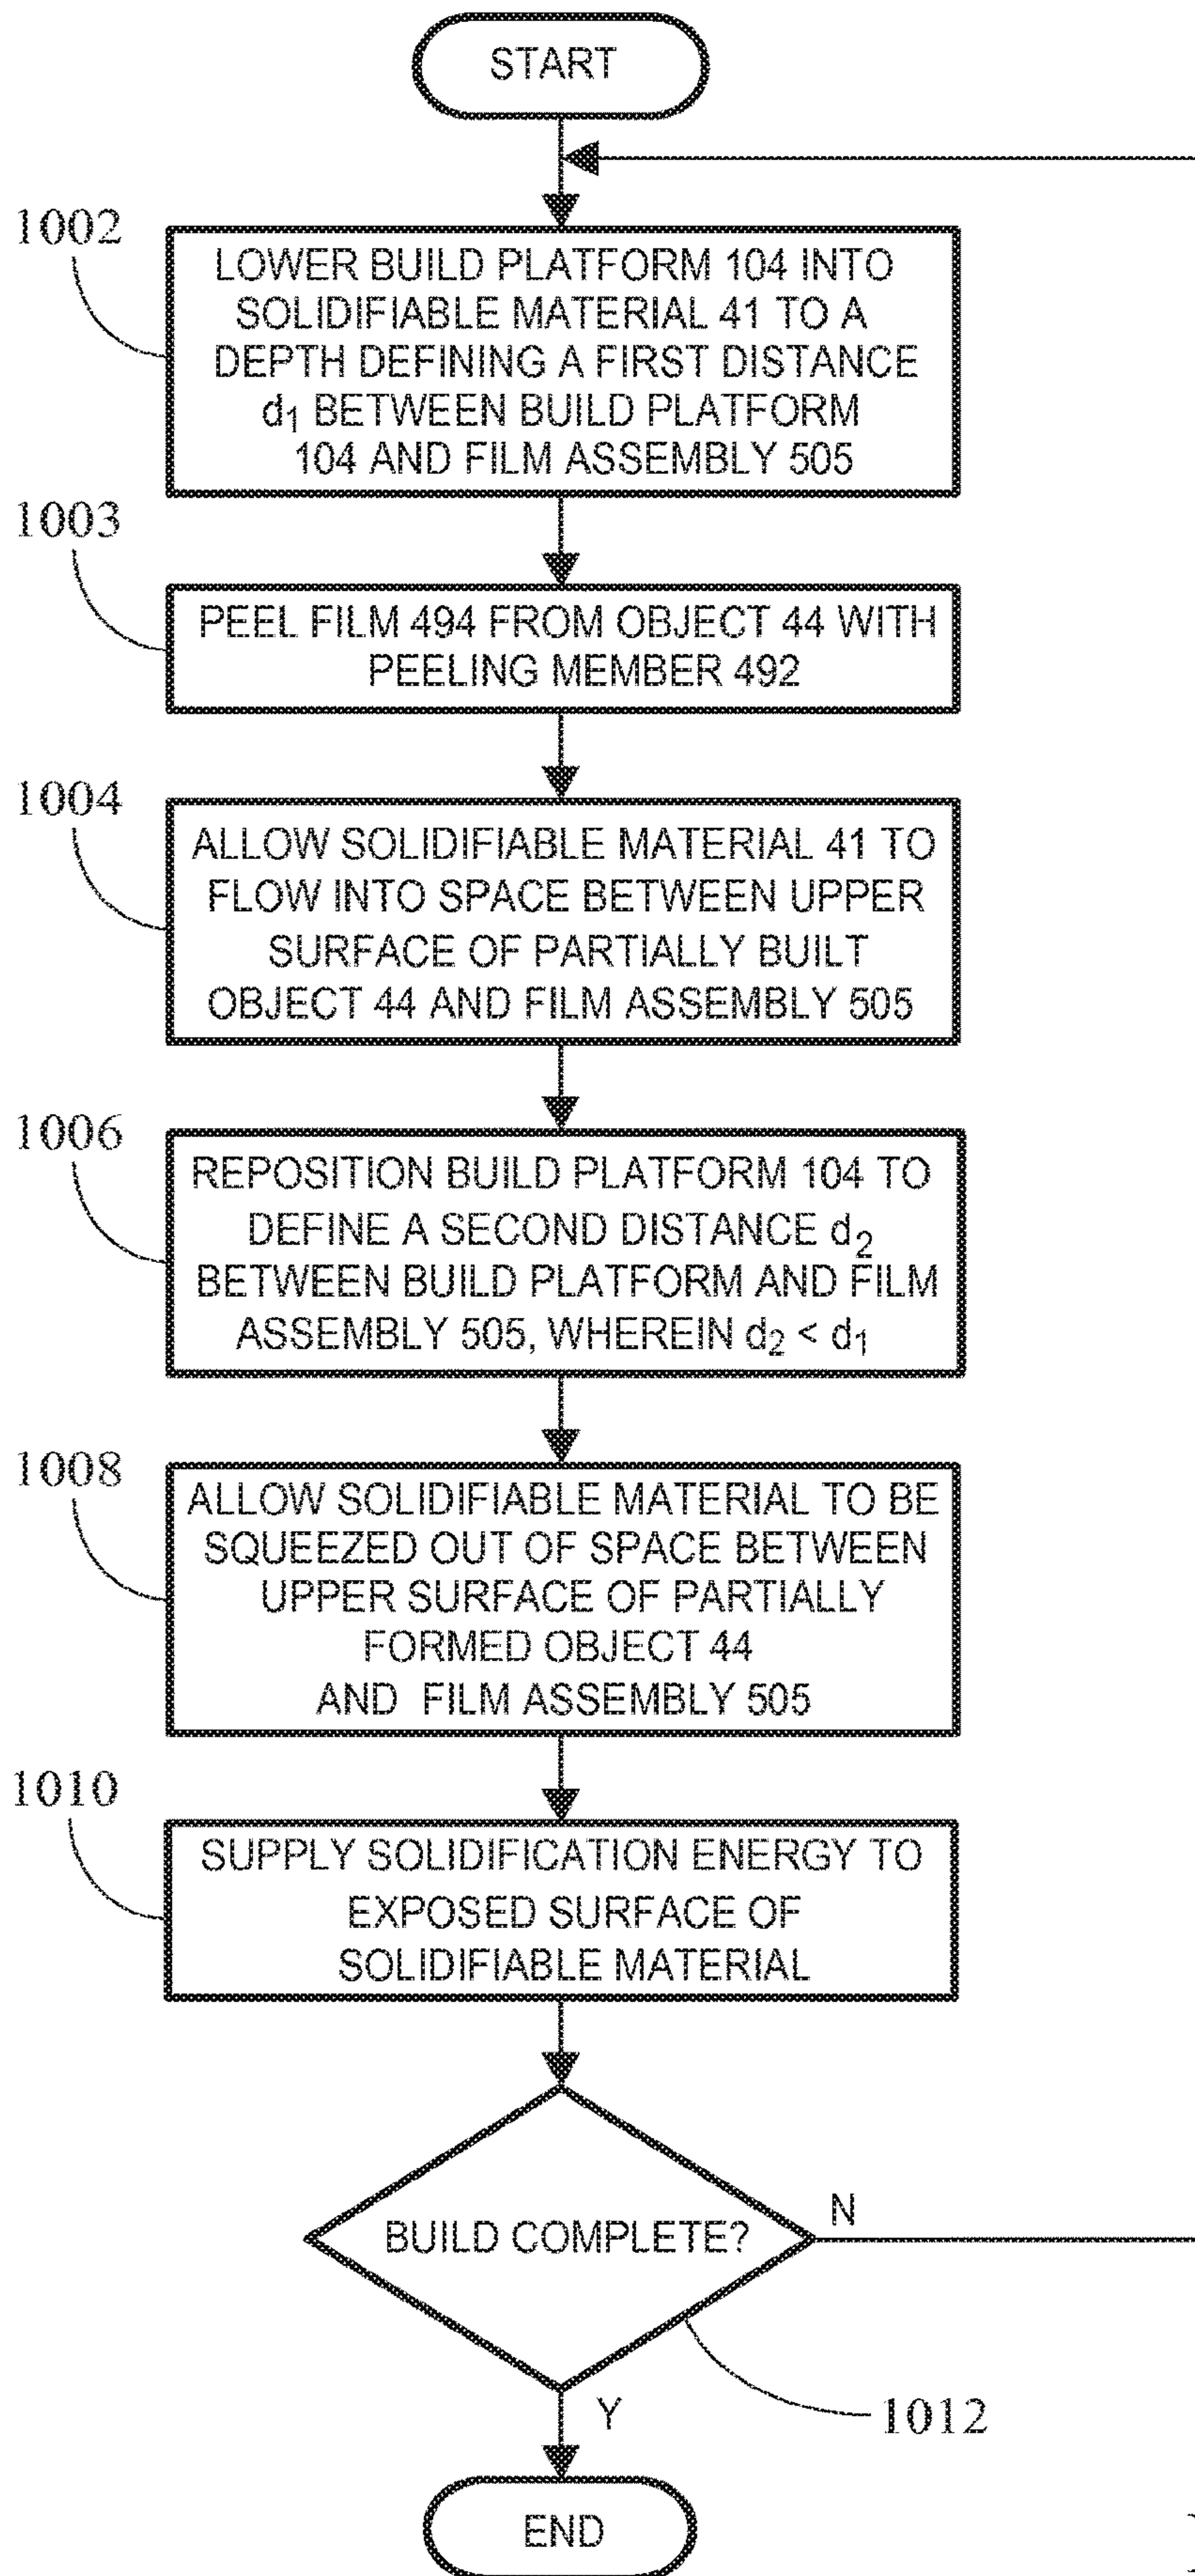 START
1002
LOWER BUILD PLATFORM 104 INTO
SOLIDIFIABLE MATERIAL 41 TO A
DEPTH DEFINING A FIRST DISTANCE
d₁ BETWEEN BUILD PLATFORM
104 AND FILM ASSEMBLY 505
1003
PEEL FILM 494 FROM OBJECT 44 WITH
PEELING MEMBER 492
1004
ALLOW SOLIDIFIABLE MATERIAL 41 TO
FLOW INTO SPACE BETWEEN UPPER
SURFACE OF PARTIALLY BUILT
OBJECT 44 AND FILM ASSEMBLY 505
1006
REPOSITION BUILD PLATFORM 104 TO
DEFINE A SECOND DISTANCE d₂
BETWEEN BUILD PLATFORM AND FILM
ASSEMBLY 505, WHEREIN d₂ < d₁
1008
ALLOW SOLIDIFIABLE MATERIAL TO BE
SQUEEZED OUT OF SPACE BETWEEN
UPPER SURFACE OF PARTIALLY
FORMED OBJECT 44
AND FILM ASSEMBLY 505
1010
SUPPLY SOLIDIFICATION ENERGY TO
EXPOSED SURFACE OF
SOLIDIFIABLE MATERIAL
BUILD COMPLETE?
N
Y
1012
END